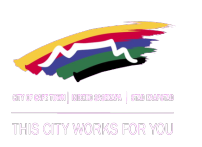 CITY OF CAPE TOWN | ISIXEKO SASEKAPA | STAD KAAPSTAD
THIS CITY WORKS FOR YOU